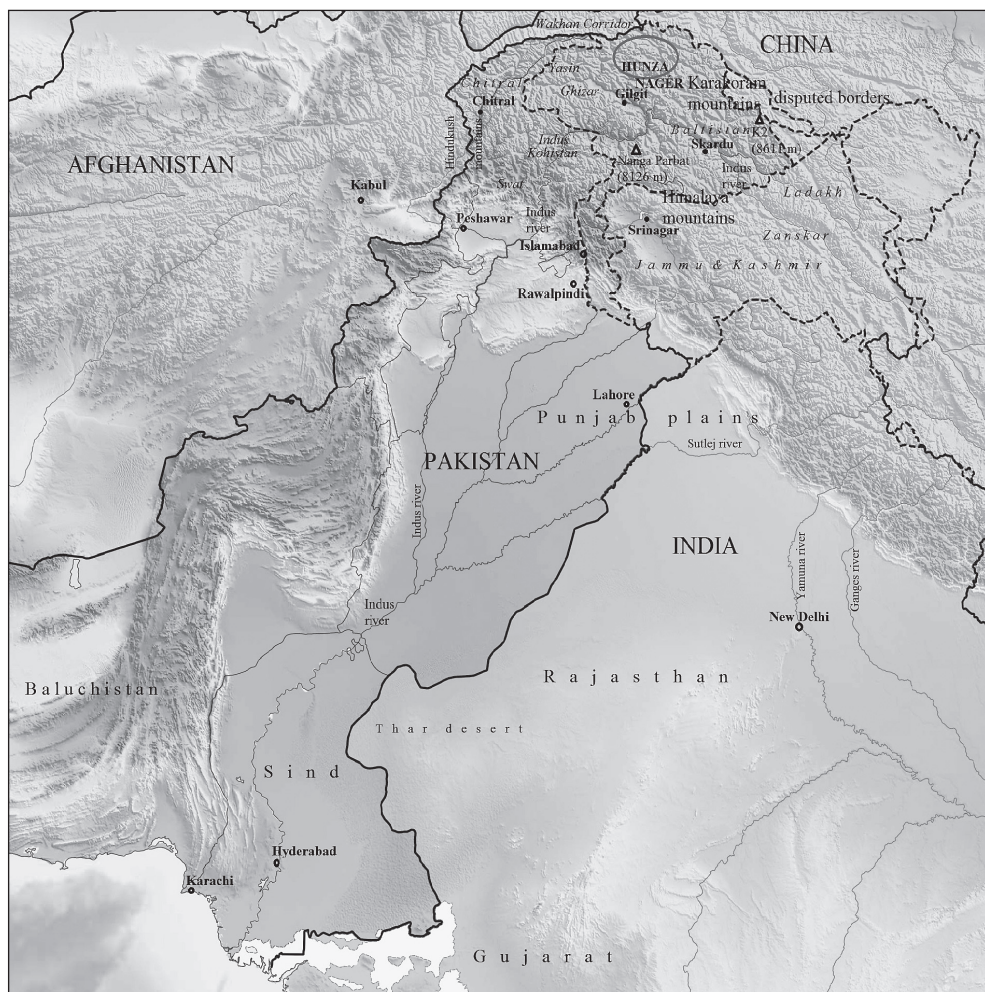 Wakhan Corridor
CHINA
HUNZA
Yasin
Chitral
NAGER
Karakoram
mountains
Ghizar
Gilgit
disputed borders
Chitral
Baltistan
K2
(8611 m)
Hindukush
mountains
Indus
Kohistan
Skardu
AFGHANISTAN
Nanga Parbat
(8126 m)
Indus
river
Ladakh
Kabul
Swat
Himalaya
mountains
Peshawar
Indus
river
Srinagar
Zanskar
Islamabad
Jammu & Kashmir
Rawalpindi
Lahore
Punjab plains
Sutlej river
PAKISTAN
Indus river
INDIA
Yamuna river
Ganges river
Indus
river
New Delhi
Baluchistan
Rajasthan
Thar desert
Sind
Hyderabad
Karachi
Gujarat